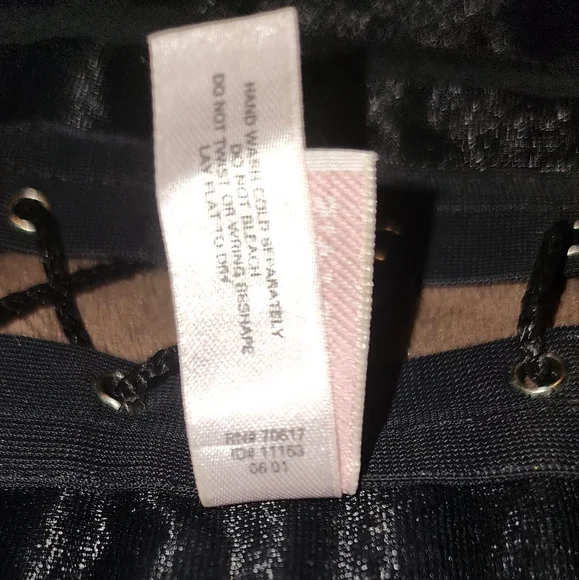 HAND WASH COLD SEPARATELY
DO NOT BLEACH
DO NOT TWIST OR WRING RESHAPE
LAY FLAT TO DRY
RN# 70617
ID# 11163
06 01